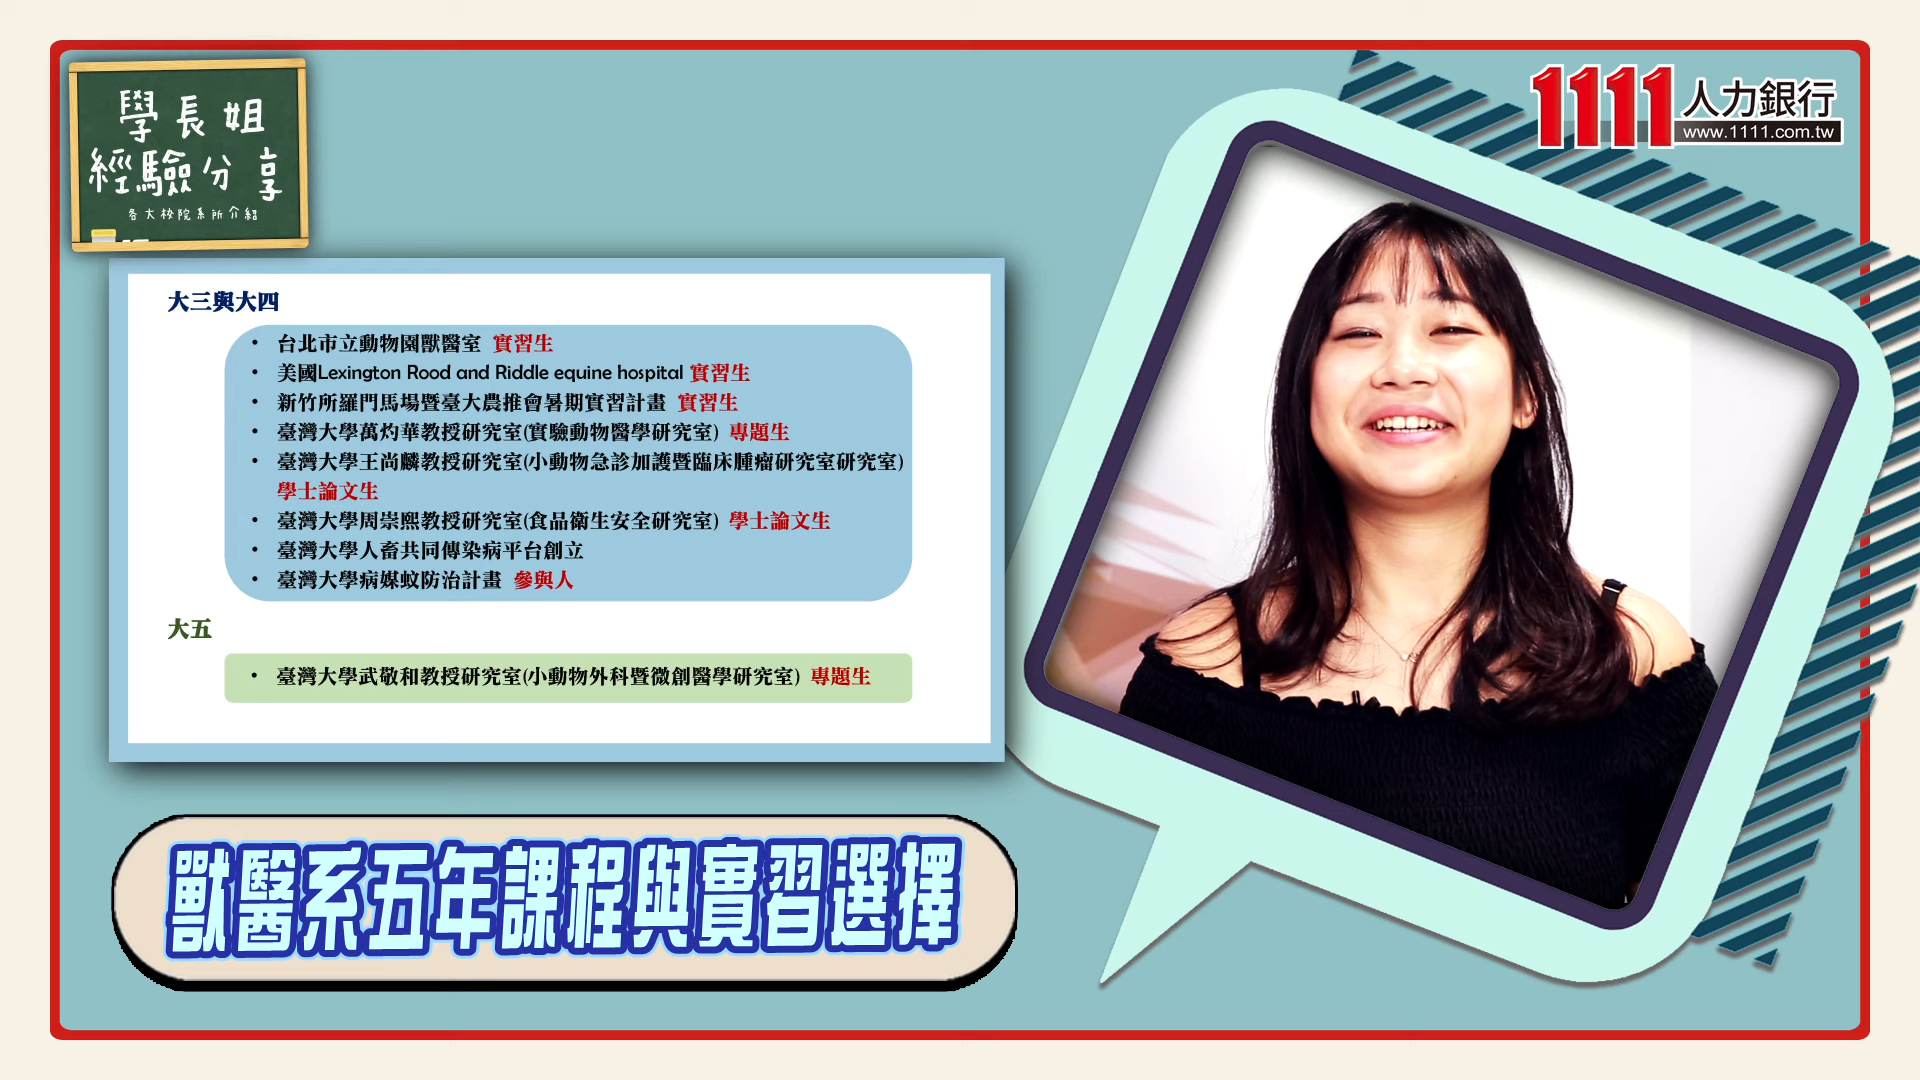 學長姐
經驗分享
各大校院系所介紹
1111人力銀行
www.1111.com.tw
大三與大四
• 台北市立動物園獸醫室 實習生
• 美國Lexington Rood and Riddle equine hospital 實習生
• 新竹所羅門馬場暨臺大農推會暑期實習計畫 實習生
• 臺灣大學萬灼華教授研究室(實驗動物醫學研究室) 專題生
• 臺灣大學王尚麟教授研究室(小動物急診加護暨臨床腫瘤研究室研究室)
學士論文生
• 臺灣大學周崇熙教授研究室(食品衛生安全研究室) 學士論文生
• 臺灣大學人畜共同傳染病平台創立
• 臺灣大學病媒蚊防治計畫 參與人
大五
• 臺灣大學武敬和教授研究室(小動物外科暨微創醫學研究室) 專題生
獸醫系五年課程與實習選擇